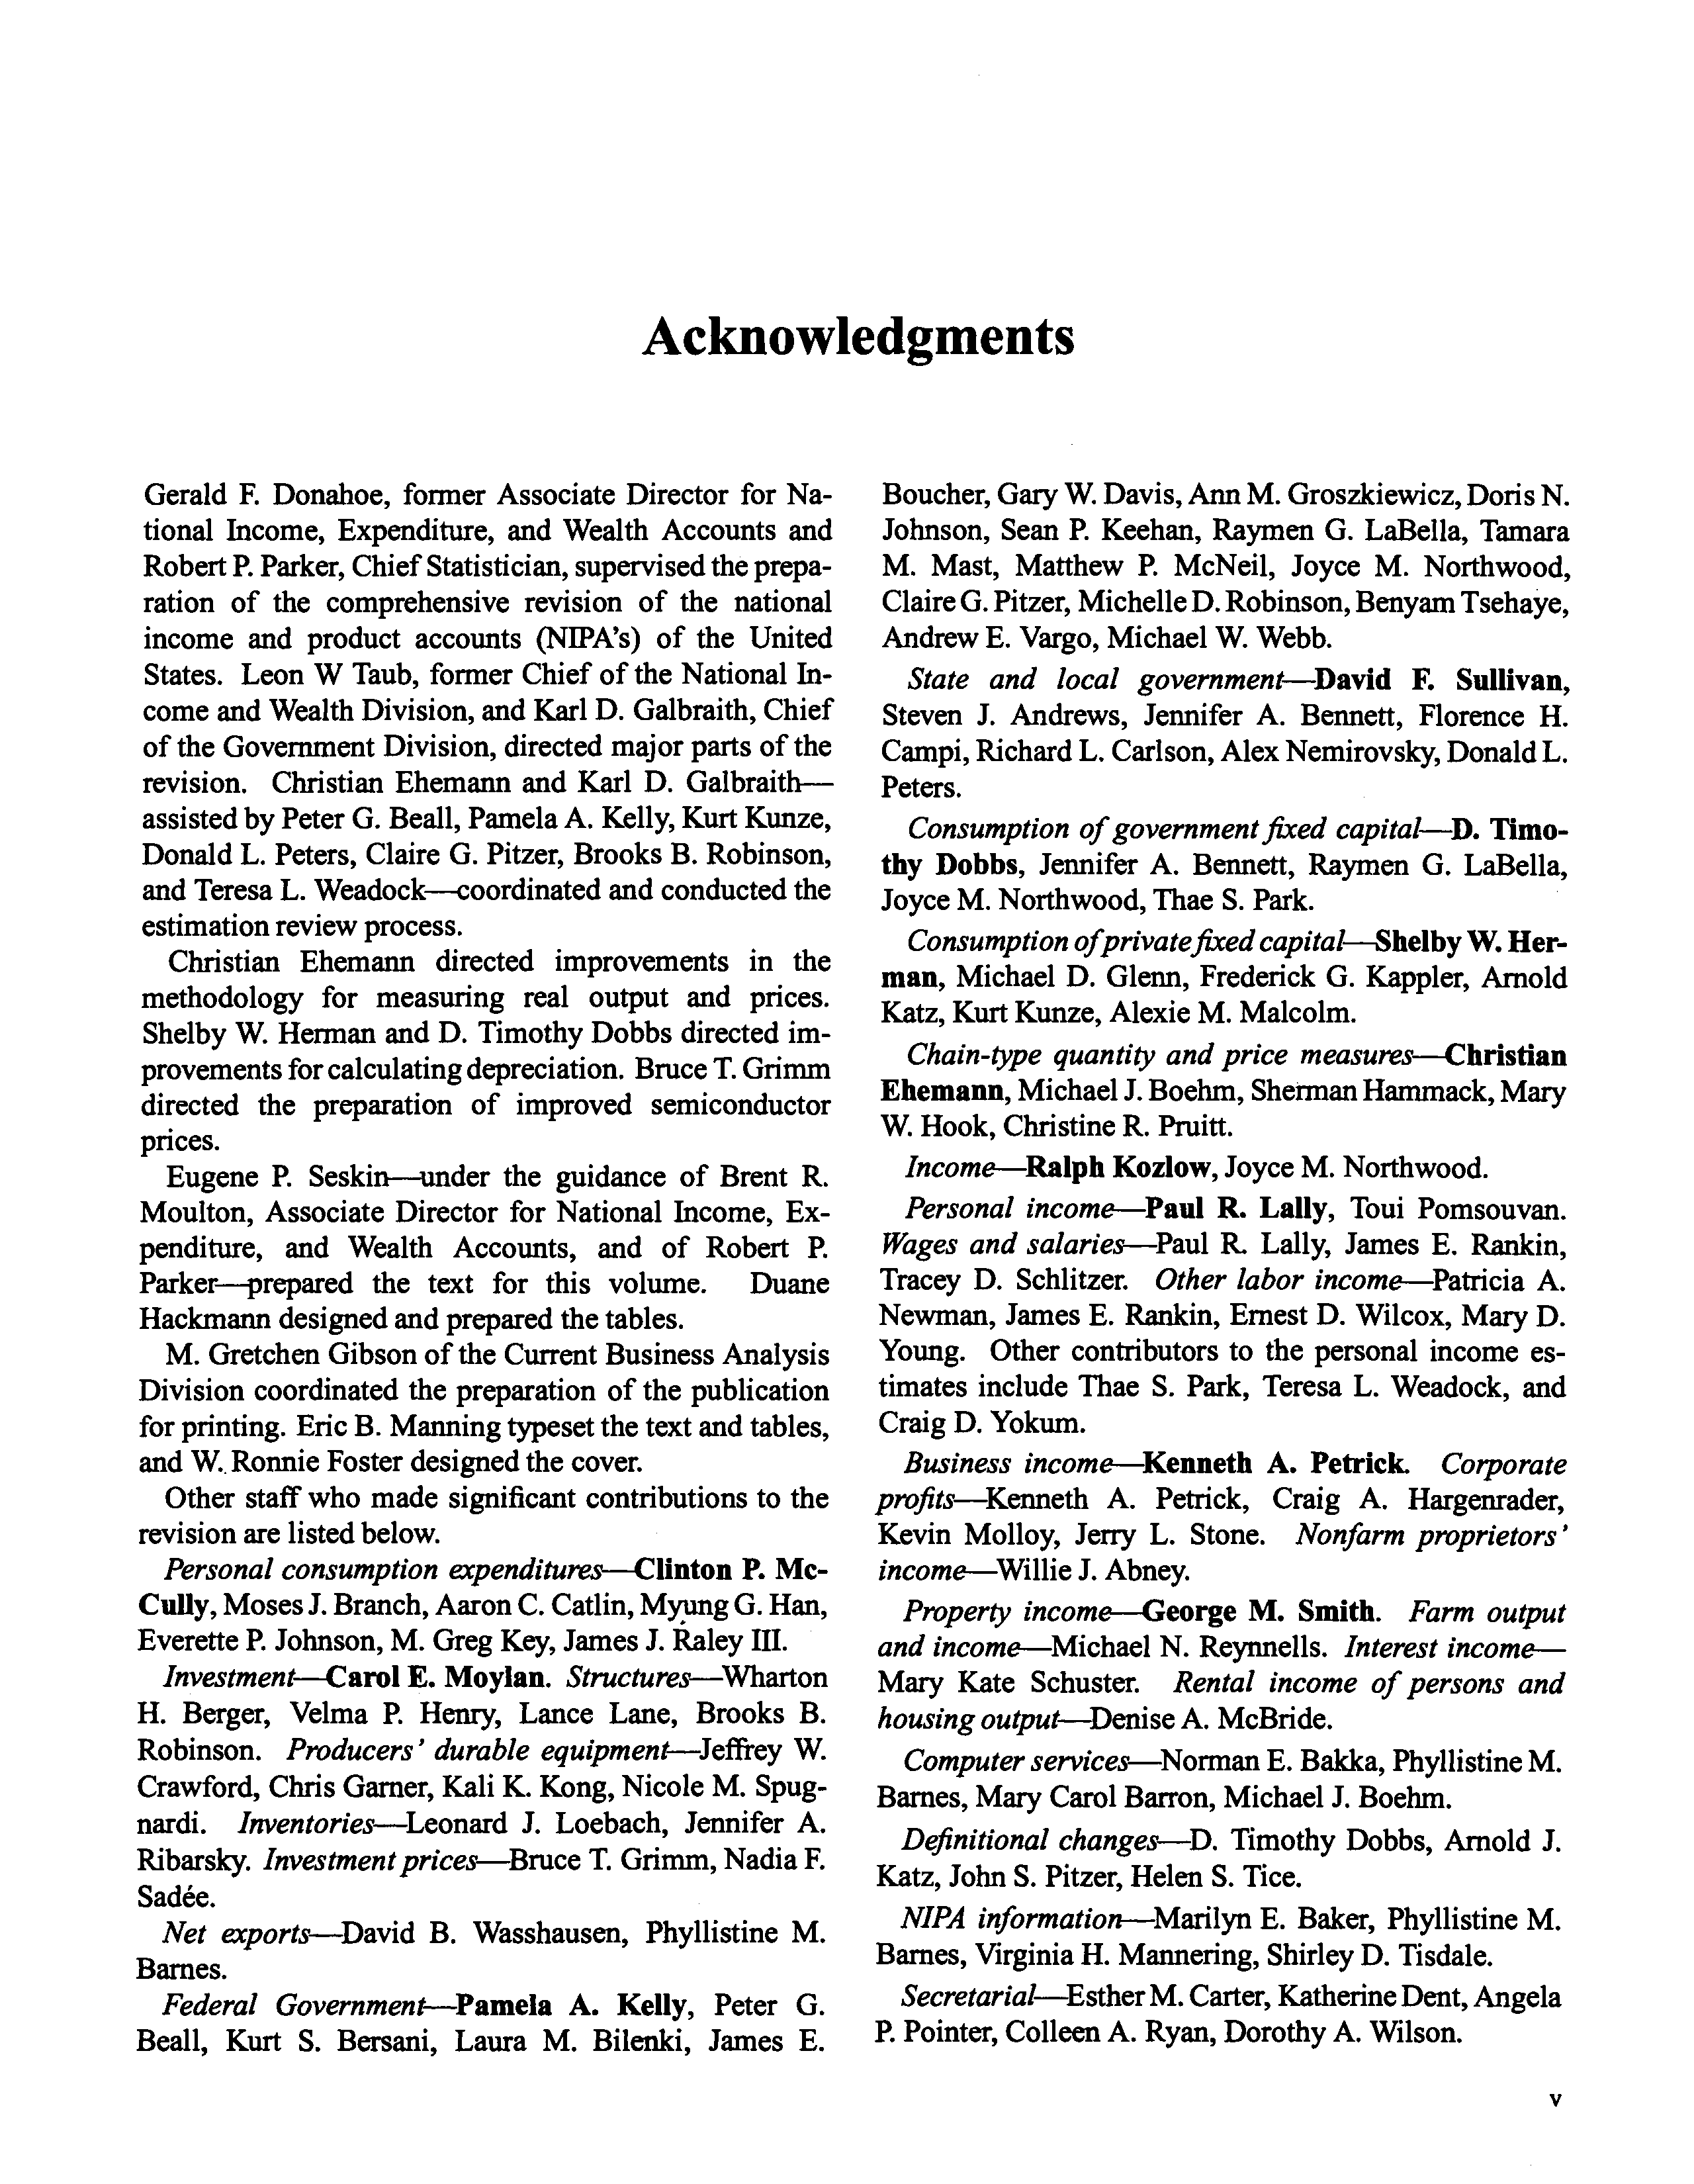 Acknowledgments
Gerald F. Donahoe, former Associate Director for Na-
tional Income, Expenditure, and Wealth Accounts and
Robert P. Parker, Chief Statistician, supervised the prepa-
ration of the comprehensive revision of the national
income and product accounts (NIPA's) of the United
States. Leon W Taub, former Chief of the National In-
come and Wealth Division, and Karl D. Galbraith, Chief
of the Government Division, directed major parts of the
revision. Christian Ehemann and Karl D. Galbraith—
assisted by Peter G. Beall, Pamela A. Kelly, Kurt Kunze,
Donald L. Peters, Claire G. Pitzer, Brooks B. Robinson,
and Teresa L. Weadock—coordinated and conducted the
estimation review process.
Christian Ehemann directed improvements in the
methodology for measuring real output and prices.
Shelby W. Herman and D. Timothy Dobbs directed im-
provements for calculating depreciation. Bruce T. Grimm
directed the preparation of improved semiconductor
prices.
Eugene P. Seskin—under the guidance of Brent R.
Moulton, Associate Director for National Income, Ex-
penditure, and Wealth Accounts, and of Robert P.
Parker—prepared the text for this volume. Duane
Hackmann designed and prepared the tables.
M. Gretchen Gibson of the Current Business Analysis
Division coordinated the preparation of the publication
for printing. Eric B. Manning typeset the text and tables,
and W. Ronnie Foster designed the cover.
Other staff who made significant contributions to the
revision are listed below.
Personal consumption expenditures—Clinton P. Mc-
Cully, Moses J. Branch, Aaron C. Catlin, Myung G. Han,
Everette P. Johnson, M. Greg Key, James J. Raley III.
Investment—Carol E. Moylan. Structures—Wharton
H. Berger, Velma P. Henry, Lance Lane, Brooks B.
Robinson. Producers' durable equipment—Jeffrey W.
Crawford, Chris Garner, Kali K. Kong, Nicole M. Spug-
nardi. Inventories—Leonard J. Loebach, Jennifer A.
Ribarsky. Investment prices—Bruce T. Grimm, Nadia F.
Sadée.
Net exports—David B. Wasshausen, Phyllistine M.
Barnes.
Federal Government—Pamela A. Kelly, Peter G.
Beall, Kurt S. Bersani, Laura M. Bilenki, James E.
Boucher, Gary W. Davis, Ann M. Groszkiewicz, Doris N.
Johnson, Sean P. Keehan, Raymen G. LaBella, Tamara
M. Mast, Matthew P. McNeil, Joyce M. Northwood,
Claire G. Pitzer, Michelle D. Robinson, Benyam Tsehaye,
Andrew E. Vargo, Michael W. Webb.
State and local government—David F. Sullivan,
Steven J. Andrews, Jennifer A. Bennett, Florence H.
Campi, Richard L. Carlson, Alex Nemirovsky, Donald L.
Peters.
Consumption of government fixed capital—D. Timo-
thy Dobbs, Jennifer A. Bennett, Raymen G. LaBella,
Joyce M. Northwood, Thae S. Park.
Consumption of private fixed capital—Shelby W. Her-
man, Michael D. Glenn, Frederick G. Kappler, Arnold
Katz, Kurt Kunze, Alexie M. Malcolm.
Chain-type quantity and price measures—Christian
Ehemann, Michael J. Boehm, Sherman Hammack, Mary
W. Hook, Christine R. Pruitt.
Income—Ralph Kozlow, Joyce M. Northwood.
Personal income—Paul R. Lally, Toui Pomsouvan.
Wages and salaries—Paul R. Lally, James E. Rankin,
Tracey D. Schlitzer. Other labor income—Patricia A.
Newman, James E. Rankin, Ernest D. Wilcox, Mary D.
Young. Other contributors to the personal income es-
timates include Thae S. Park, Teresa L. Weadock, and
Craig D. Yokum.
Business income—Kenneth A. Petrick. Corporate
profits—Kenneth A. Petrick, Craig A. Hargenrader,
Kevin Molloy, Jerry L. Stone. Nonfarm proprietors'
income—Willie J. Abney.
Property income—George M. Smith. Farm output
and income—Michael N. Reynnells. Interest income—
Mary Kate Schuster. Rental income of persons and
housing output—Denise A. McBride.
Computer services—Norman E. Bakka, Phyllistine M.
Barnes, Mary Carol Barron, Michael J. Boehm.
Definitional changes—D. Timothy Dobbs, Arnold J.
Katz, John S. Pitzer, Helen S. Tice.
NIPA information—Marilyn E. Baker, Phyllistine M.
Barnes, Virginia H. Mannering, Shirley D. Tisdale.
Secretarial—Esther M. Carter, Katherine Dent, Angela
P. Pointer, Colleen A. Ryan, Dorothy A. Wilson.
v